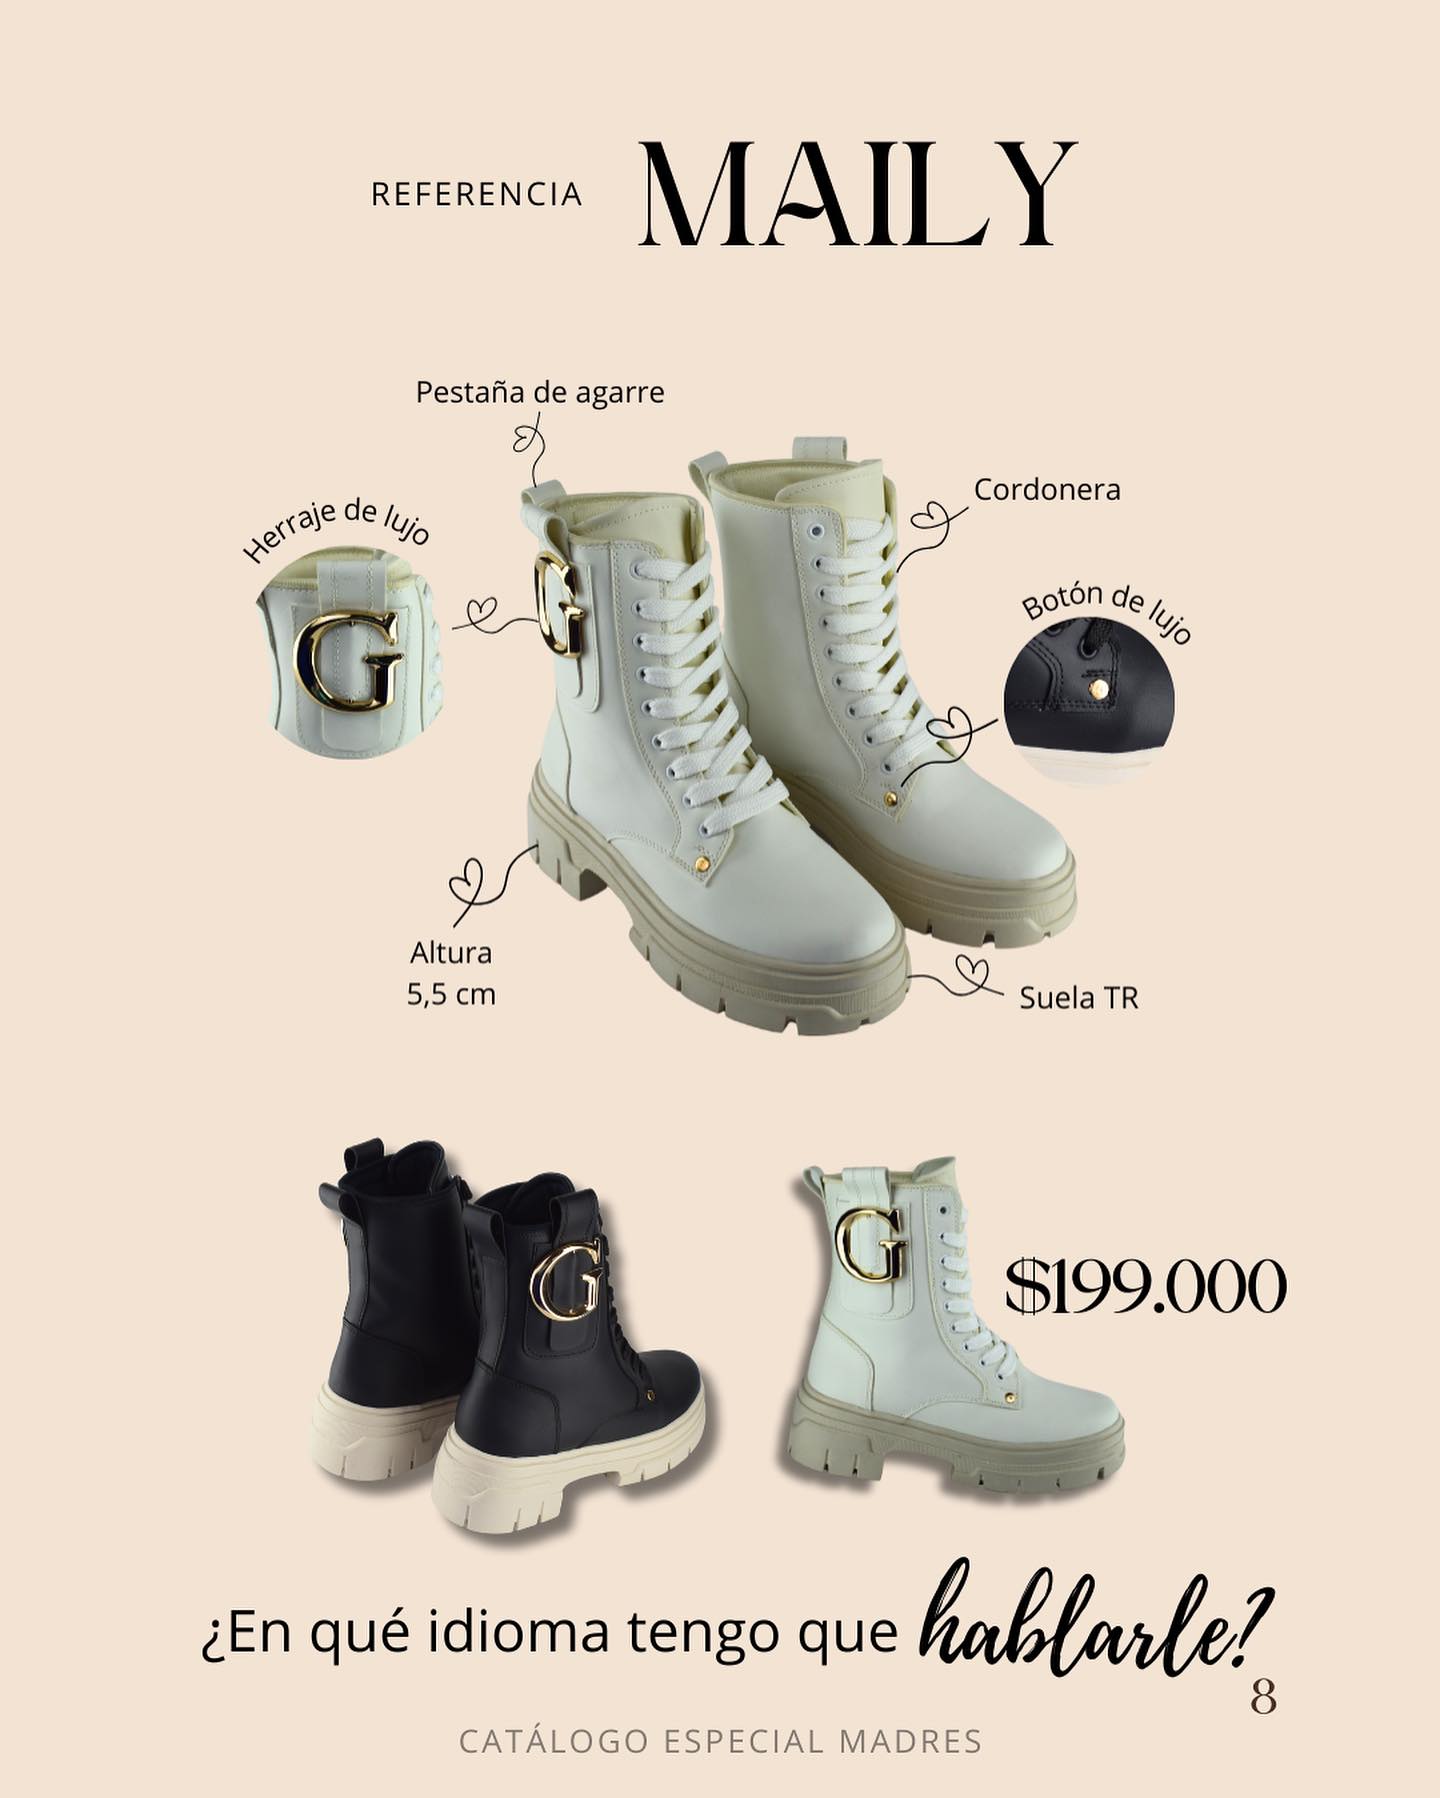 REFERENCIA MAILY
Pestaña de agarre
Cordonera
Herraje de lujo
G
G
Botón de lujo
Altura
5,5 cm
Suela TR
G
G
$199.000
¿En qué idioma tengo que hablarle?
8
CATÁLOGO ESPECIAL MADRES